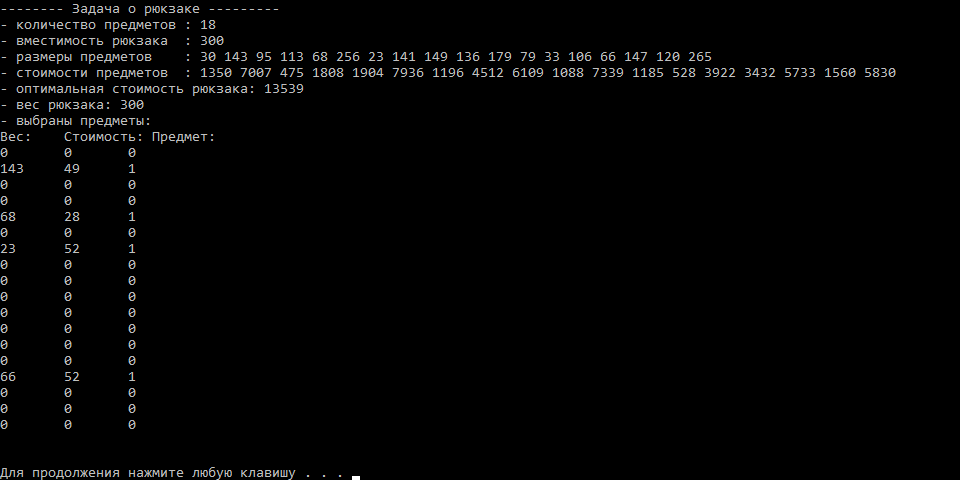 -------- Задача о рюкзаке ---------
- количество предметов : 18
- вместимость рюкзака  : 300
- размеры предметов    : 30 143 95 113 68 256 23 141 149 136 179 79 33 106 66 147 120 265
- стоимости предметов  : 1350 7007 475 1808 1904 7936 1196 4512 6109 1088 7339 1185 528 3922 3432 5733 1560 5830
- оптимальная стоимость рюкзака: 13539
- вес рюкзака: 300
- выбраны предметы:
Вес:    Стоимость: Предмет:
0       0       0
143     49      1
0       0       0
0       0       0
68      28      1
0       0       0
23      52      1
0       0       0
0       0       0
0       0       0
0       0       0
0       0       0
0       0       0
0       0       0
66      52      1
0       0       0
0       0       0
0       0       0
Для продолжения нажмите любую клавишу . . .